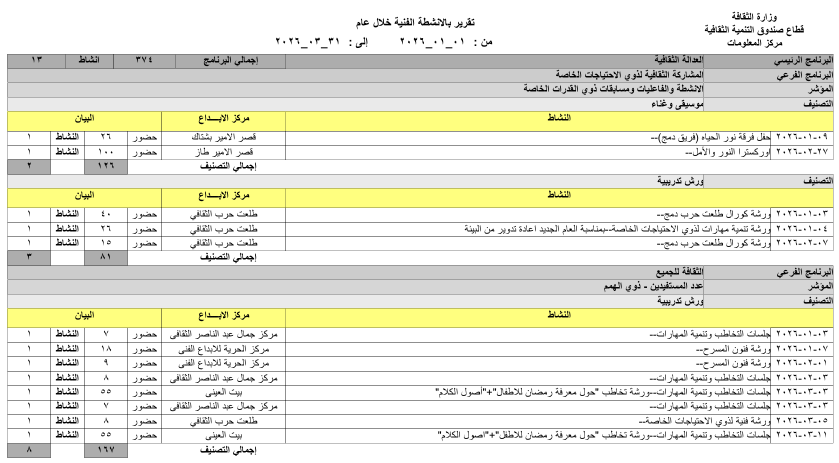 وزارة الثقافة
قطاع صندوق التنمية الثقافية
مركز المعلومات
تقرير بالانشطة الفنية خلال عام
من : ٠١_٠١_٢٠٢٦ إلى : ٣١_٠٣_٢٠٢٦
البرنامج الرئيسي العدالة الثقافية إجمالي البرنامج ٣٧٤ انشاط ١٣
البرنامج الفرعي المشاركة الثقافية لذوي الاحتياجات الخاصة
المؤشر الانشطة والفاعليات ومسابقات ذوي القدرات الخاصة
التصنيف موسيقى وغناء
النشاط مركز الابـــداع البيان
٠٩-٠١-٢٠٢٦ حفل فرقة نور الحياه (فريق دمج)-- قصر الامير بشتاك حضور ٢٦ النشاط ١
٢٧-٠٢-٢٠٢٦ اوركسترا النور والأمل-- قصر الامير طاز حضور ١٠٠ النشاط ١
إجمالي التصنيف ١٢٦ ٢
التصنيف ورش تدريبية
النشاط مركز الابـــداع البيان
٠٣-٠١-٢٠٢٦ ورشة كورال طلعت حرب دمج-- طلعت حرب الثقافي حضور ٤٠ النشاط ١
٠٤-٠١-٢٠٢٦ ورشة تنمية مهارات لذوي الاحتياجات الخاصة--بمناسبة العام الجديد اعادة تدوير من البيئة طلعت حرب الثقافي حضور ٢٦ النشاط ١
٠٧-٠٢-٢٠٢٦ ورشة كورال طلعت حرب دمج-- طلعت حرب الثقافي حضور ١٥ النشاط ١
إجمالي التصنيف ٨١ ٣
البرنامج الفرعي الثقافة للجميع
المؤشر عدد المستفيدين - ذوي الهمم
التصنيف ورش تدريبية
النشاط مركز الابـــداع البيان
٠٣-٠١-٢٠٢٦ جلسات التخاطب وتنمية المهارات-- مركز جمال عبد الناصر الثقافى حضور ٧ النشاط ١
٠٧-٠١-٢٠٢٦ ورشة فنون المسرح-- مركز الحرية للابداع الفنى حضور ١٨ النشاط ١
٠١-٠٢-٢٠٢٦ ورشة فنون المسرح-- مركز الحرية للابداع الفنى حضور ٩ النشاط ١
٠٣-٠٢-٢٠٢٦ جلسات التخاطب وتنمية المهارات-- مركز جمال عبد الناصر الثقافى حضور ٨ النشاط ١
٠٣-٠٣-٢٠٢٦ جلسات التخاطب وتنمية المهارات--ورشة تخاطب "حول معرفة رمضان للاطفال"+"أصول الكلام" بيت العينى حضور ٥٥ النشاط ١
٠٣-٠٣-٢٠٢٦ جلسات التخاطب وتنمية المهارات-- مركز جمال عبد الناصر الثقافى حضور ٧ النشاط ١
٠٥-٠٣-٢٠٢٦ ورشة فنية لذوي الاحتياجات الخاصة-- طلعت حرب الثقافي حضور ٨ النشاط ١
١١-٠٣-٢٠٢٦ جلسات التخاطب وتنمية المهارات--ورشة تخاطب "حول معرفة رمضان للاطفل"+"اصول الكلام" بيت العينى حضور ٥٥ النشاط ١
إجمالي التصنيف ١٦٧ ٨